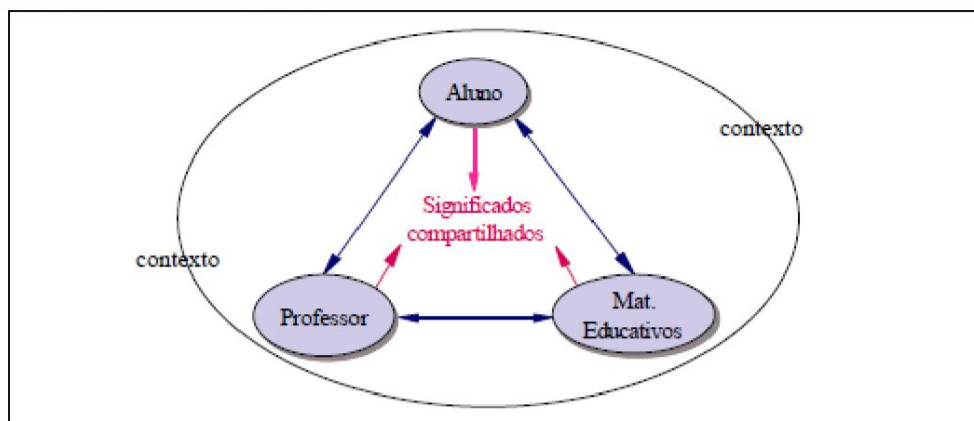 Aluno
contexto
Significados
compartilhados
contexto
Professor
Mat.
Educativos